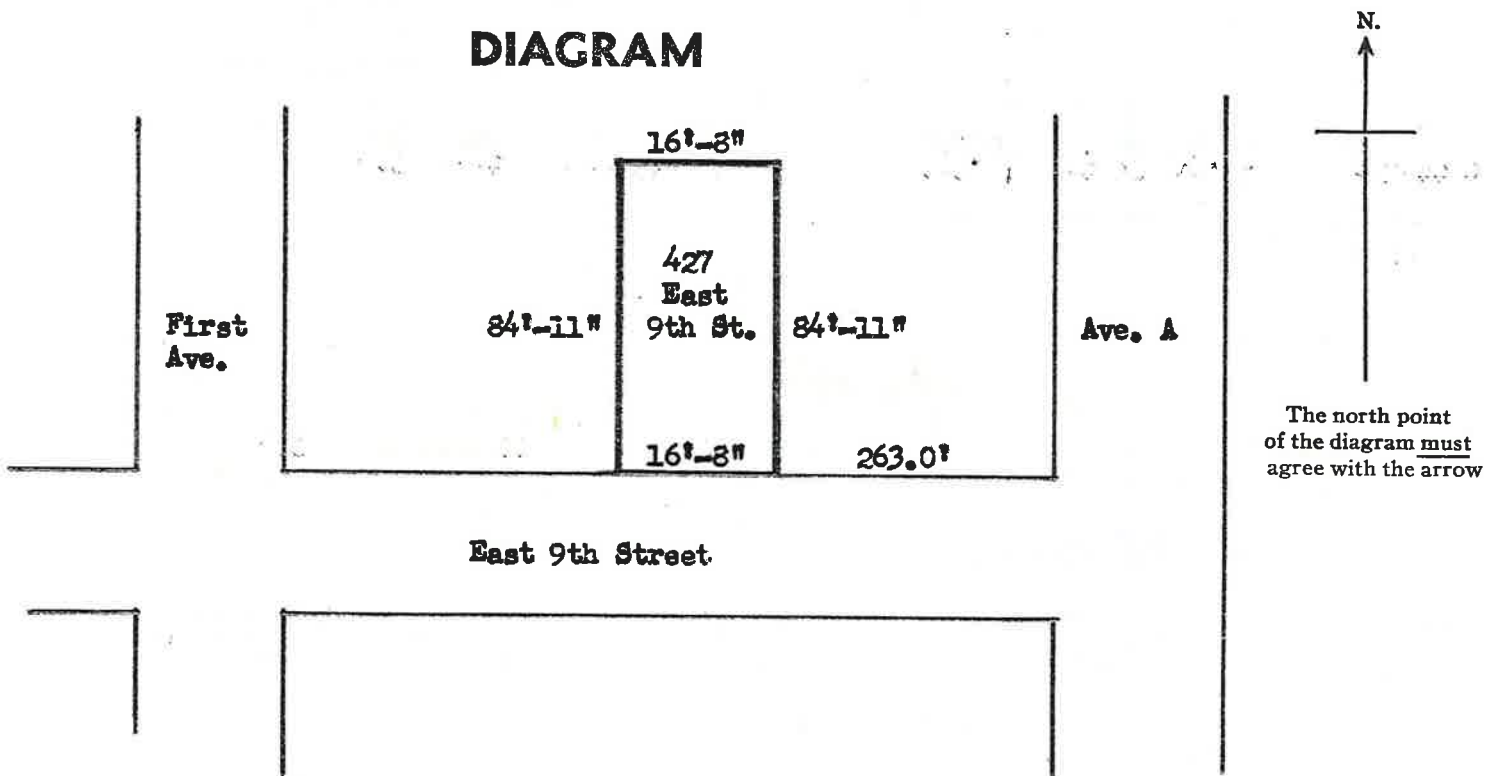 DIAGRAM
N.
16'-8"
427
East
9th St.
84'-11"
84'-11"
First
Ave.
Ave. A
The north point
of the diagram must
agree with the arrow
16'-8"
263.0'
East 9th Street